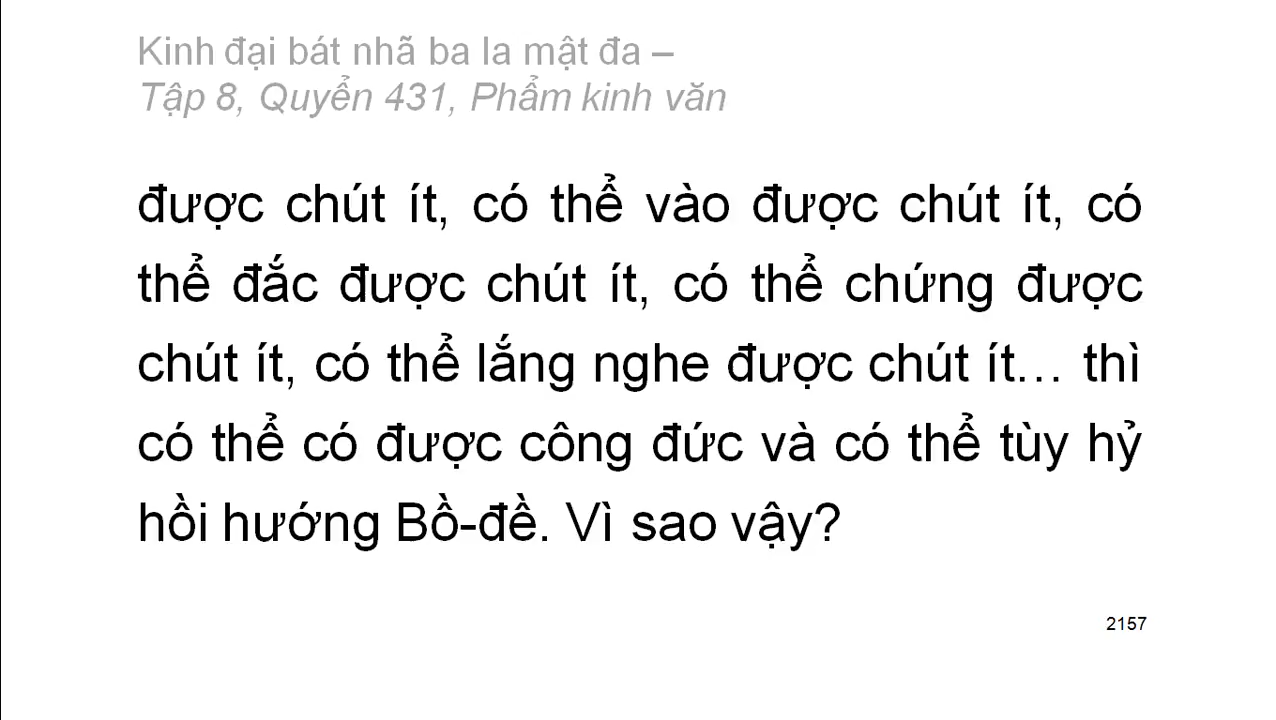 Kinh đại bát nhã ba la mật đa –
Tập 8, Quyển 431, Phẩm kinh văn
được chút ít, có thể vào được chút ít, có
thể đắc được chút ít, có thể chứng được
chút ít, có thể lắng nghe được chút ít… thì
có thể có được công đức và có thể tùy hỷ
hồi hướng Bồ-đề. Vì sao vậy?
2157